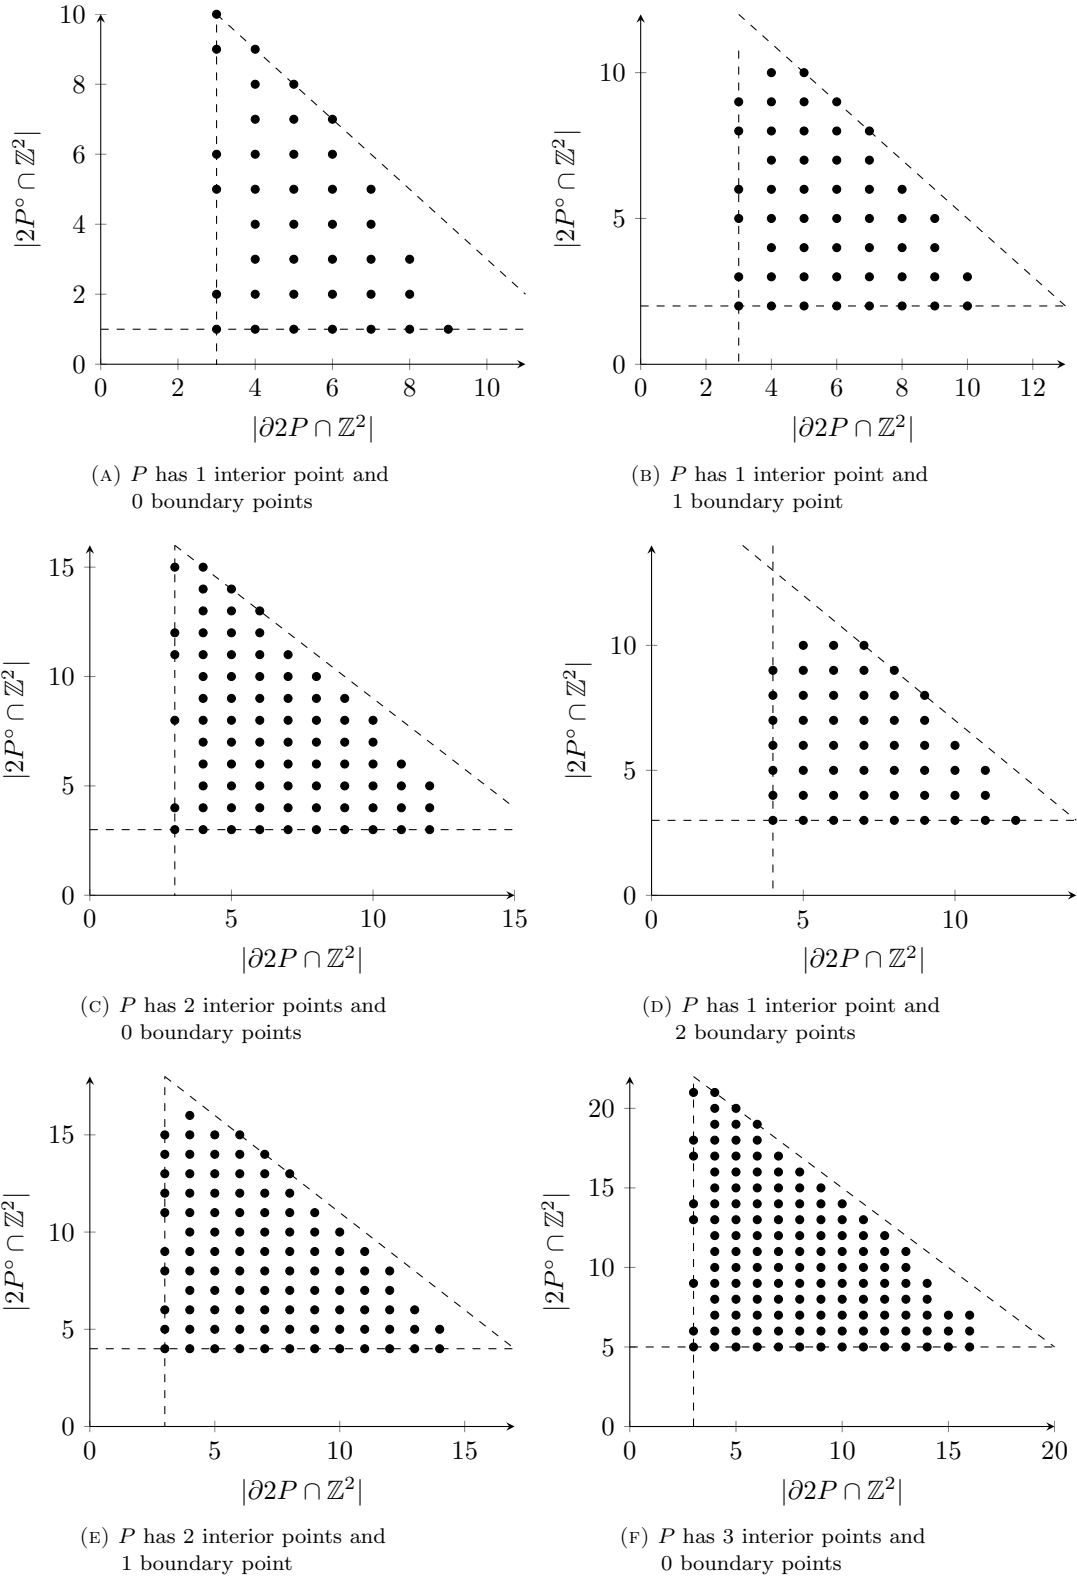 10
8
6
4
2
0
0 2 4 6 8 10
|2P° ∩ ℤ²|
|∂2P ∩ ℤ²|
(A) P has 1 interior point and
0 boundary points
10
5
0
0 2 4 6 8 10 12
|2P° ∩ ℤ²|
|∂2P ∩ ℤ²|
(B) P has 1 interior point and
1 boundary point
15
10
5
0
0 5 10 15
|2P° ∩ ℤ²|
|∂2P ∩ ℤ²|
(C) P has 2 interior points and
0 boundary points
10
5
0
0 5 10
|2P° ∩ ℤ²|
|∂2P ∩ ℤ²|
(D) P has 1 interior point and
2 boundary points
15
10
5
0
0 5 10 15
|2P° ∩ ℤ²|
|∂2P ∩ ℤ²|
(E) P has 2 interior points and
1 boundary point
20
15
10
5
0
0 5 10 15 20
|2P° ∩ ℤ²|
|∂2P ∩ ℤ²|
(F) P has 3 interior points and
0 boundary points